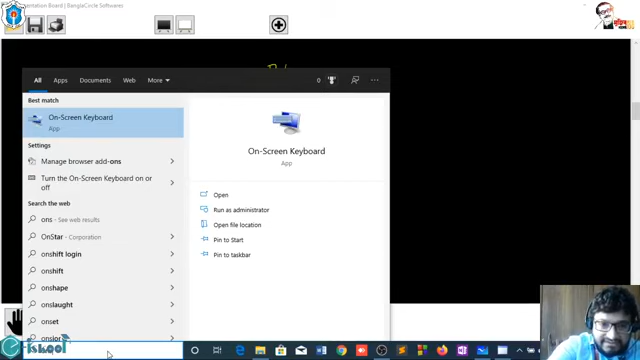 esentation Board | BanglaCircle Softwares
All Apps Documents Web More 0 ...
Best match
On-Screen Keyboard
App
Settings
Manage browser add-ons
Turn the On-Screen Keyboard on or
off
Search the web
ons - See web results
OnStar - Corporation
onshift login
onshift
onshape
onslaught
onset
On-Screen Keyboard
App
Open
Run as administrator
Open file location
Pin to Start
Pin to taskbar
iskool